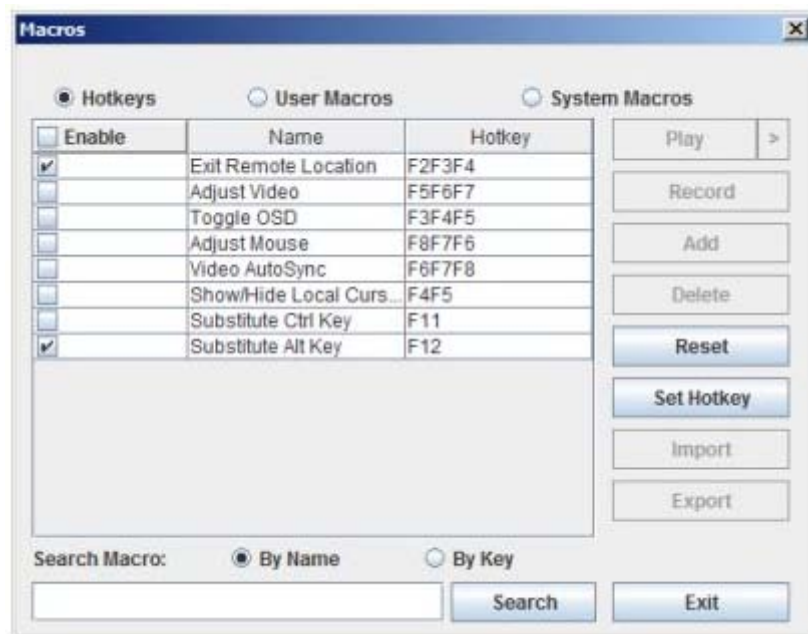 Macros
Hotkeys User Macros System Macros
Enable Name Hotkey Play >
Exit Remote Location F2F3F4
Adjust Video F5F6F7 Record
Toggle OSD F3F4F5
Adjust Mouse F8F7F6 Add
Video AutoSync F6F7F8
Show/Hide Local Curs... F4F5 Delete
Substitute Ctrl Key F11
Substitute Alt Key F12 Reset
Set Hotkey
Import
Export
Search Macro: By Name By Key
Search Exit